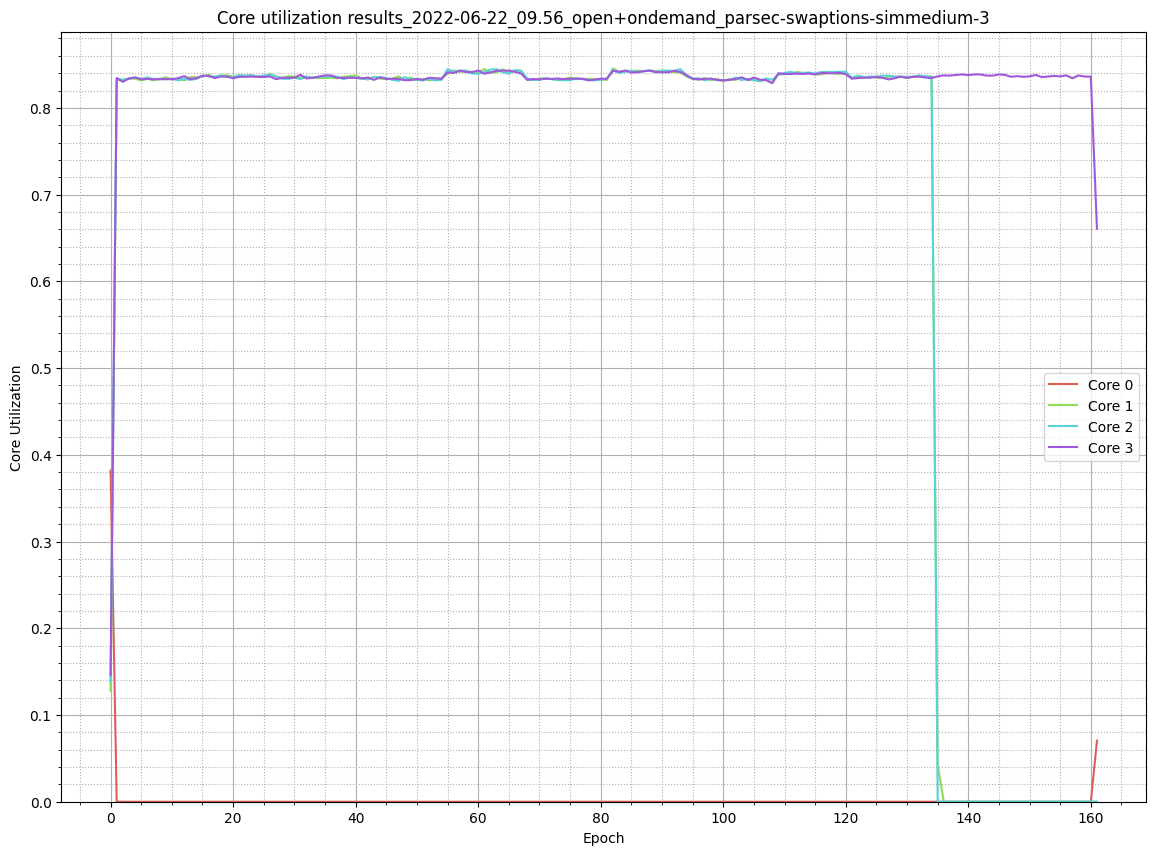 Core utilization results_2022-06-22_09.56_open+ondemand_parsec-swaptions-simmedium-3
Core Utilization
0.8
0.7
0.6
0.5
0.4
0.3
0.2
0.1
0.0
Core 0
Core 1
Core 2
Core 3
0 20 40 60 80 100 120 140 160
Epoch